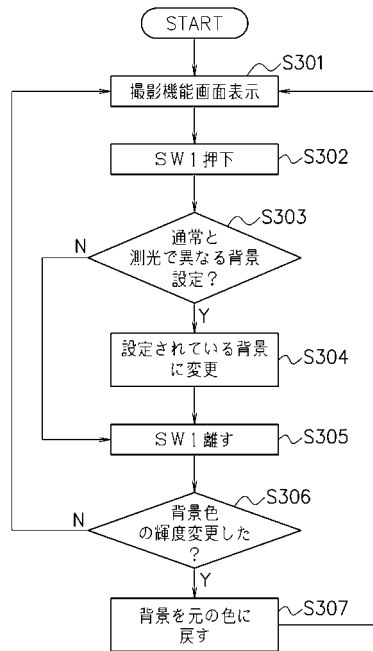 START
撮影機能画面表示
S301
SW1押下
S302
通常と
測光で異なる背景
設定?
S303
N
Y
設定されている背景
に変更
S304
SW1離す
S305
背景色
の輝度変更した
?
S306
N
Y
背景を元の色に
戻す
S307